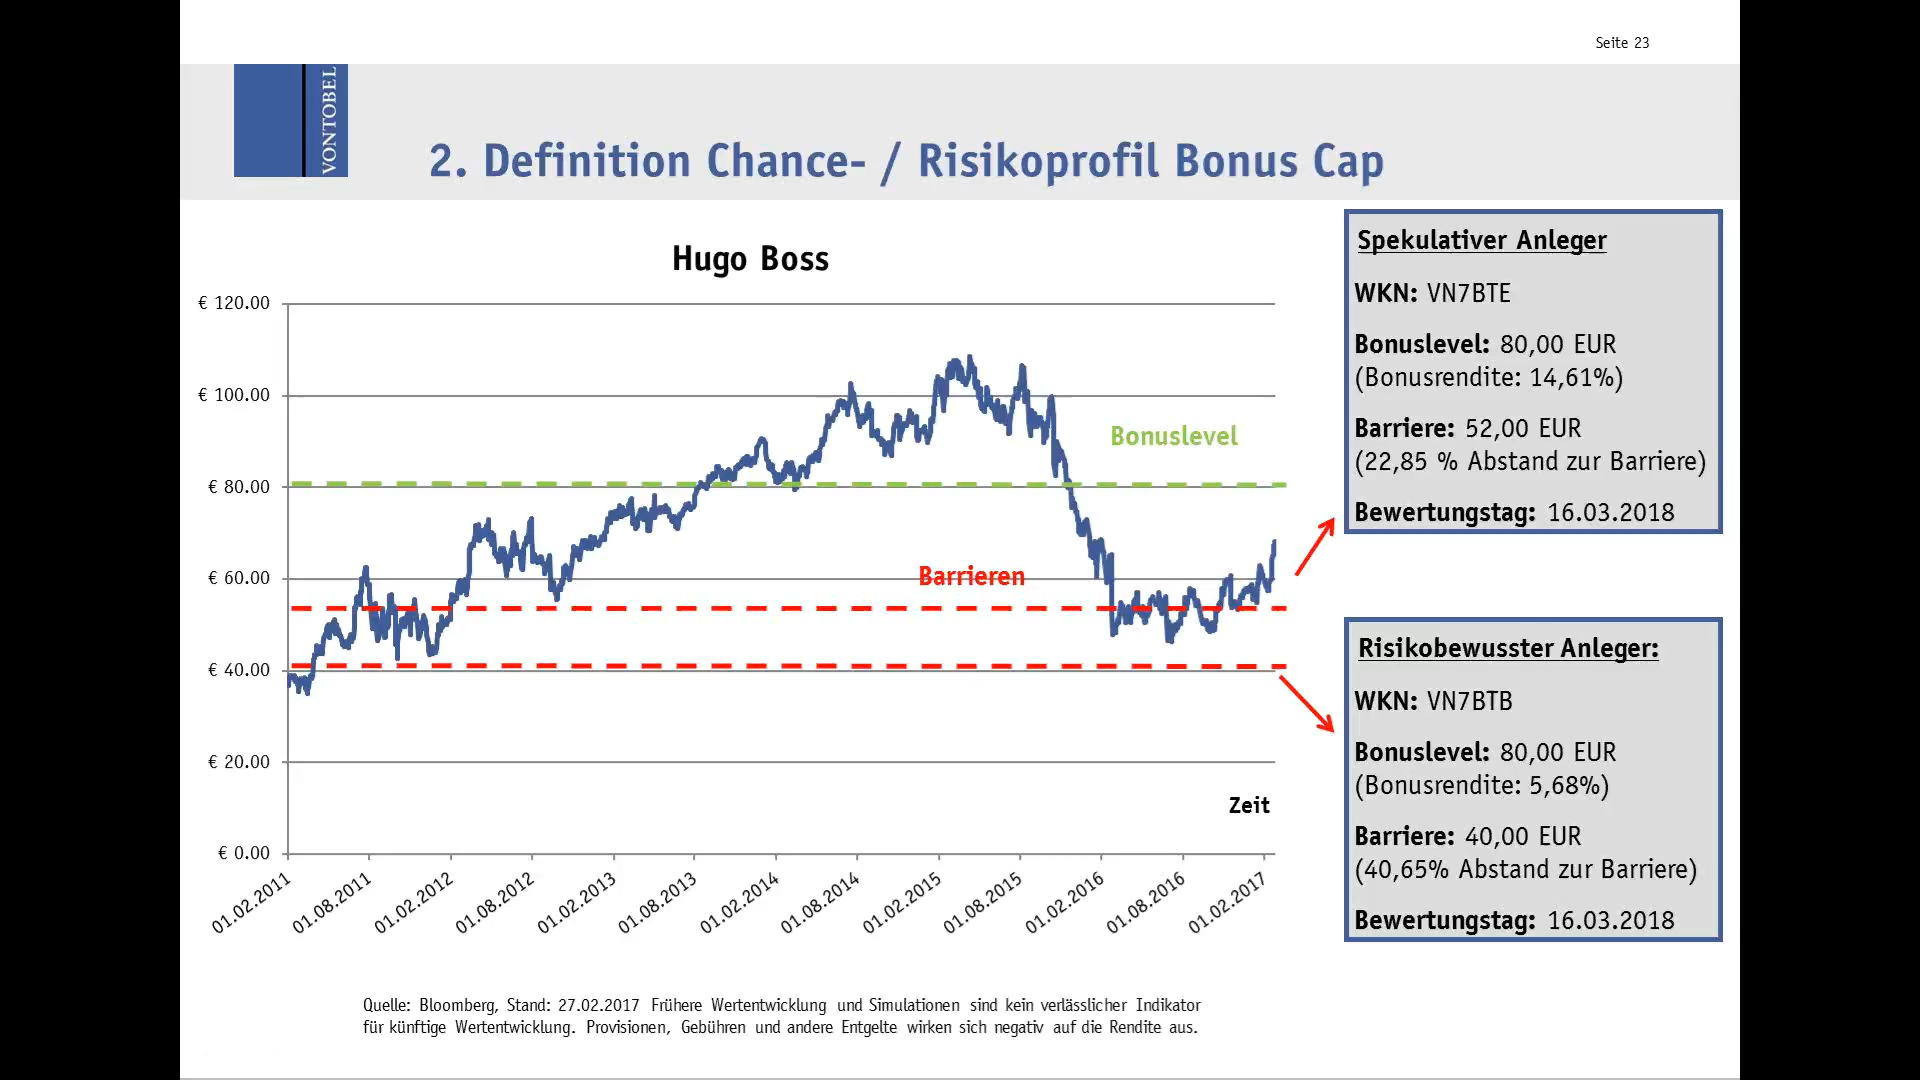 Seite 23
VONTOBEL
2. Definition Chance- / Risikoprofil Bonus Cap
Hugo Boss
€ 120.00
€ 100.00
€ 80.00
€ 60.00
€ 40.00
€ 20.00
€ 0.00
Bonuslevel
Barrieren
Zeit
01.02.2011
01.08.2011
01.02.2012
01.08.2012
01.02.2013
01.08.2013
01.02.2014
01.08.2014
01.02.2015
01.08.2015
01.02.2016
01.08.2016
01.02.2017
Spekulativer Anleger
WKN: VN7BTE
Bonuslevel: 80,00 EUR
(Bonusrendite: 14,61%)
Barriere: 52,00 EUR
(22,85 % Abstand zur Barriere)
Bewertungstag: 16.03.2018
Risikobewusster Anleger:
WKN: VN7BTB
Bonuslevel: 80,00 EUR
(Bonusrendite: 5,68%)
Barriere: 40,00 EUR
(40,65% Abstand zur Barriere)
Bewertungstag: 16.03.2018
Quelle: Bloomberg, Stand: 27.02.2017 Frühere Wertentwicklung und Simulationen sind kein verlässlicher Indikator
für künftige Wertentwicklung. Provisionen, Gebühren und andere Entgelte wirken sich negativ auf die Rendite aus.